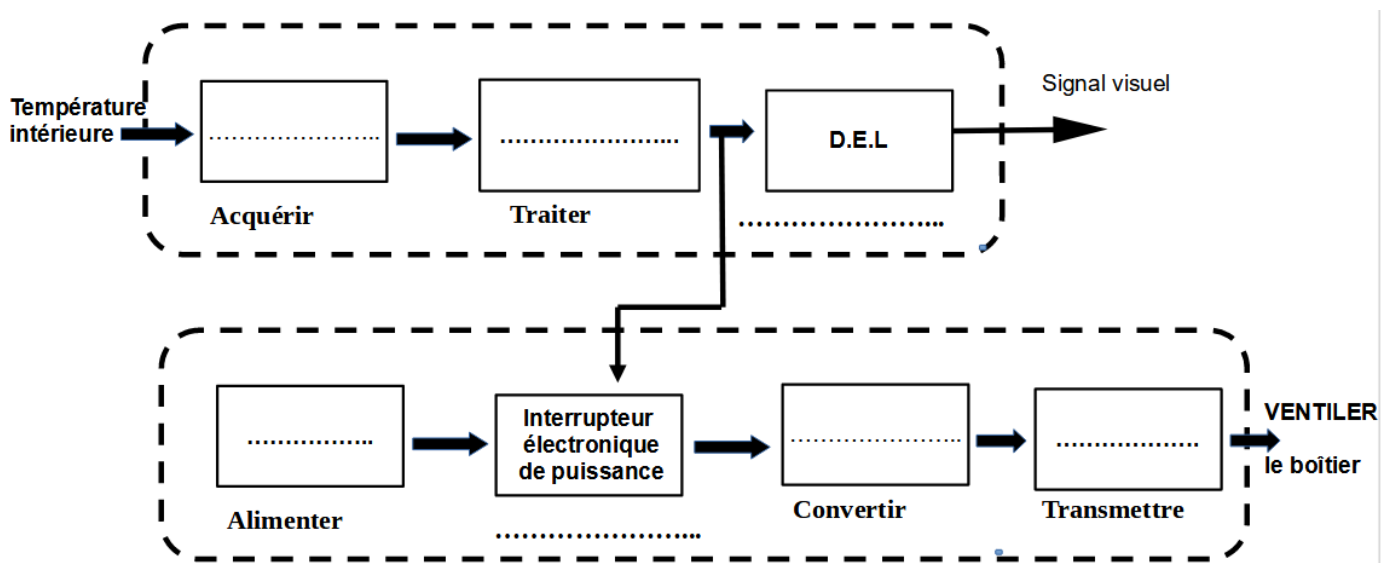 Signal visuel
Température
intérieure
........................
........................
D.E.L
Acquérir
Traiter
........................
Interrupteur
électronique
de puissance
.................
........................
....................
VENTILER
le boîtier
Alimenter
........................
Convertir
Transmettre